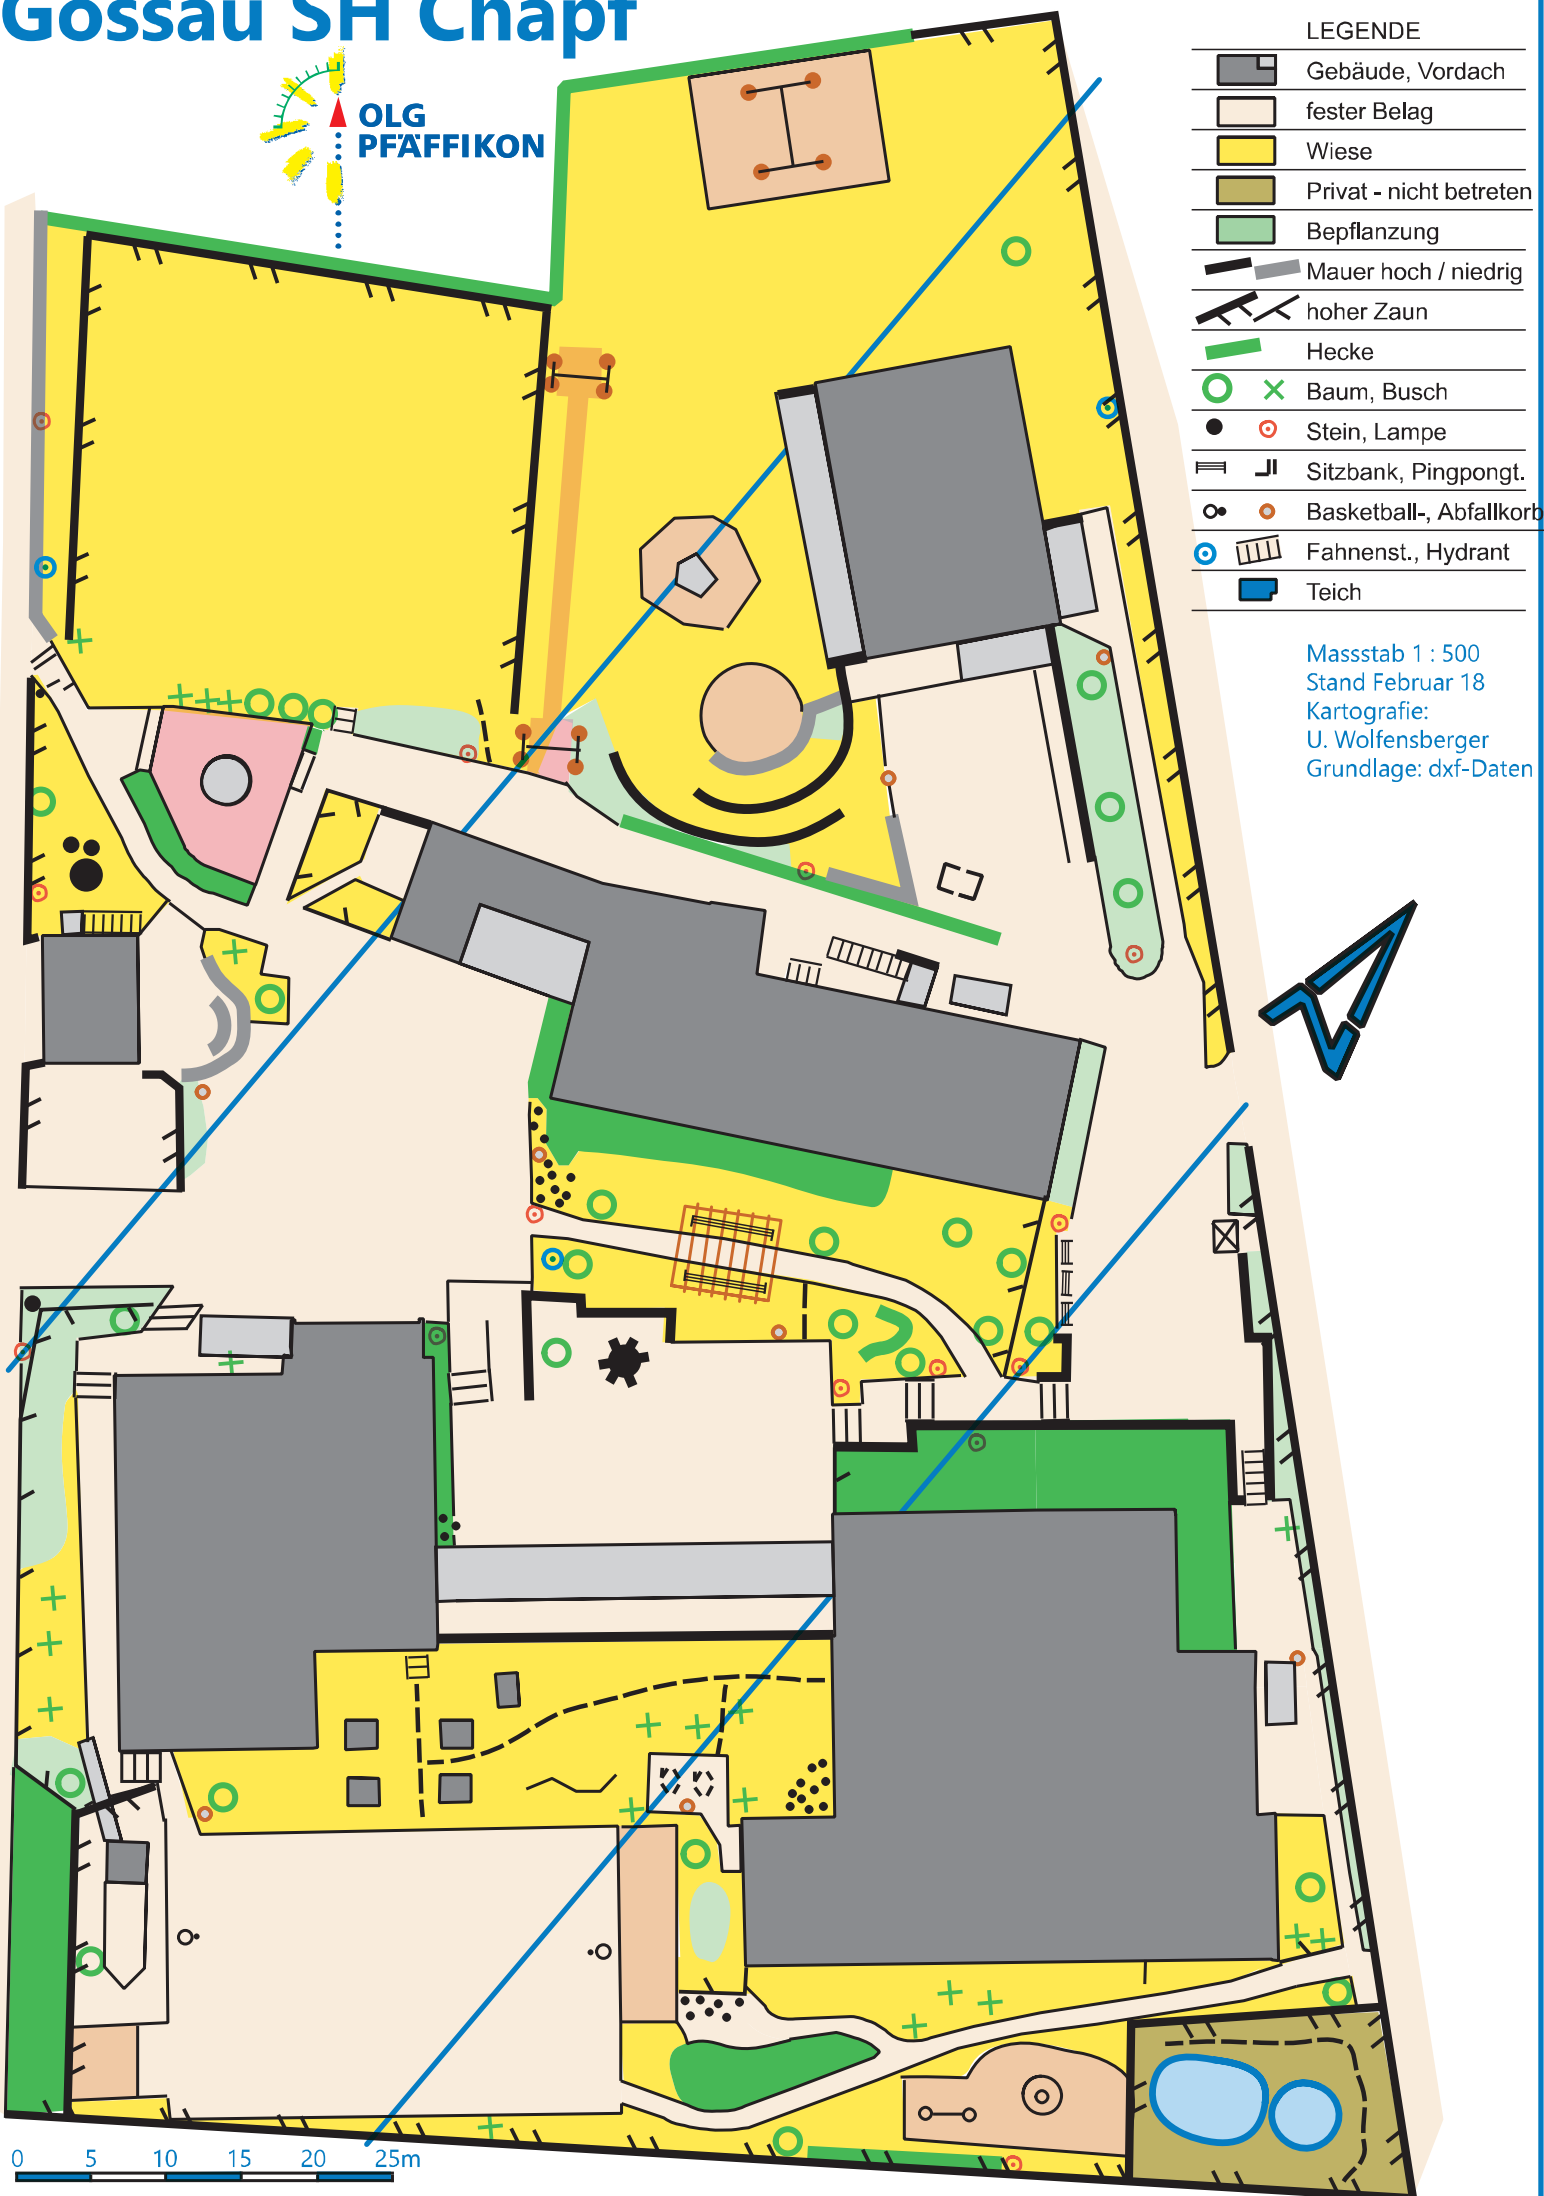 Gossau SH Chapf
OLG
PFÄFFIKON
LEGENDE
Gebäude, Vordach
fester Belag
Wiese
Privat - nicht betreten
Bepflanzung
Mauer hoch / niedrig
hoher Zaun
Hecke
Baum, Busch
Stein, Lampe
Sitzbank, Pingpongt.
Basketball-, Abfallkorb
Fahnenst., Hydrant
Teich
Massstab 1 : 500
Stand Februar 18
Kartografie:
U. Wolfensberger
Grundlage: dxf-Daten
0 5 10 15 20 25m